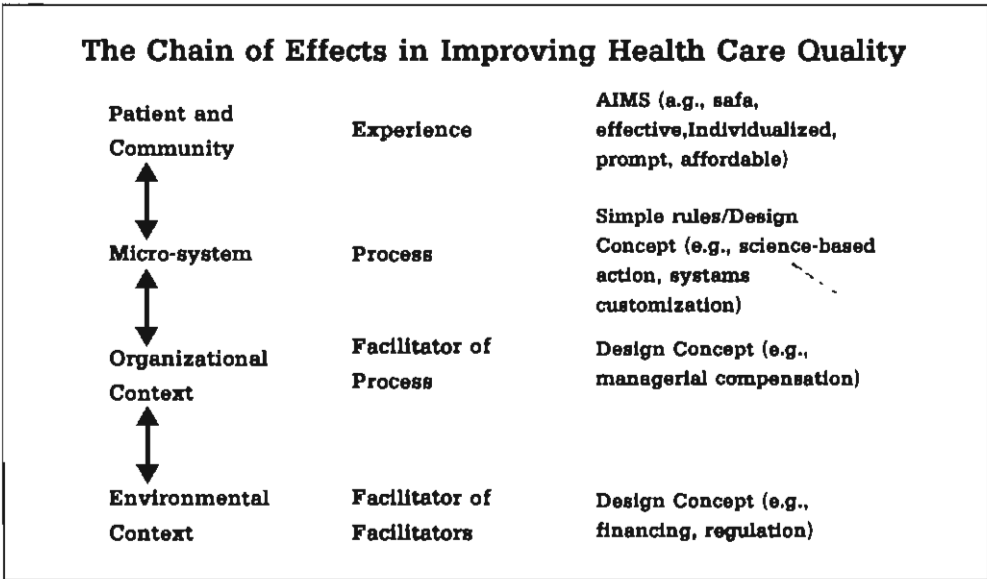 The Chain of Effects in Improving Health Care Quality
Patient and
Community
Experience
AIMS (a.g., safa,
effective,Individualized,
prompt, affordable)
Micro-system
Process
Simple rules/Design
Concept (e.g., science-based
action, systams
customization)
Organizational
Context
Facilitator of
Process
Design Concept (e.g.,
managerial compensation)
Environmental
Context
Facilitator of
Facilitators
Design Concept (e.g.,
financing, regulation)